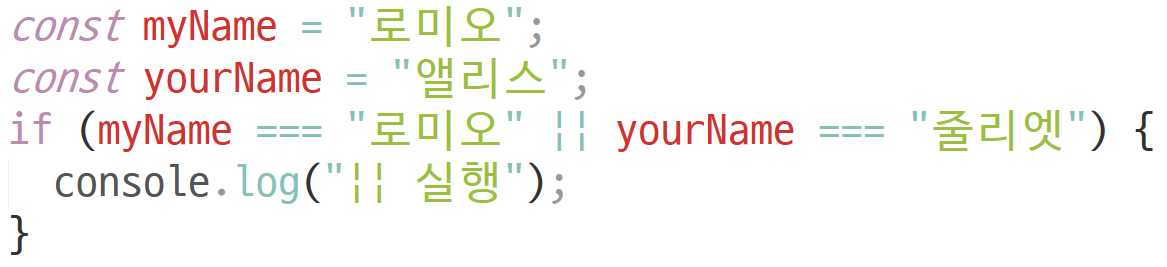 const myName = "로미오";
const yourName = "앨리스";
if (myName === "로미오" || yourName === "줄리엣") {
  console.log("|| 실행");
}